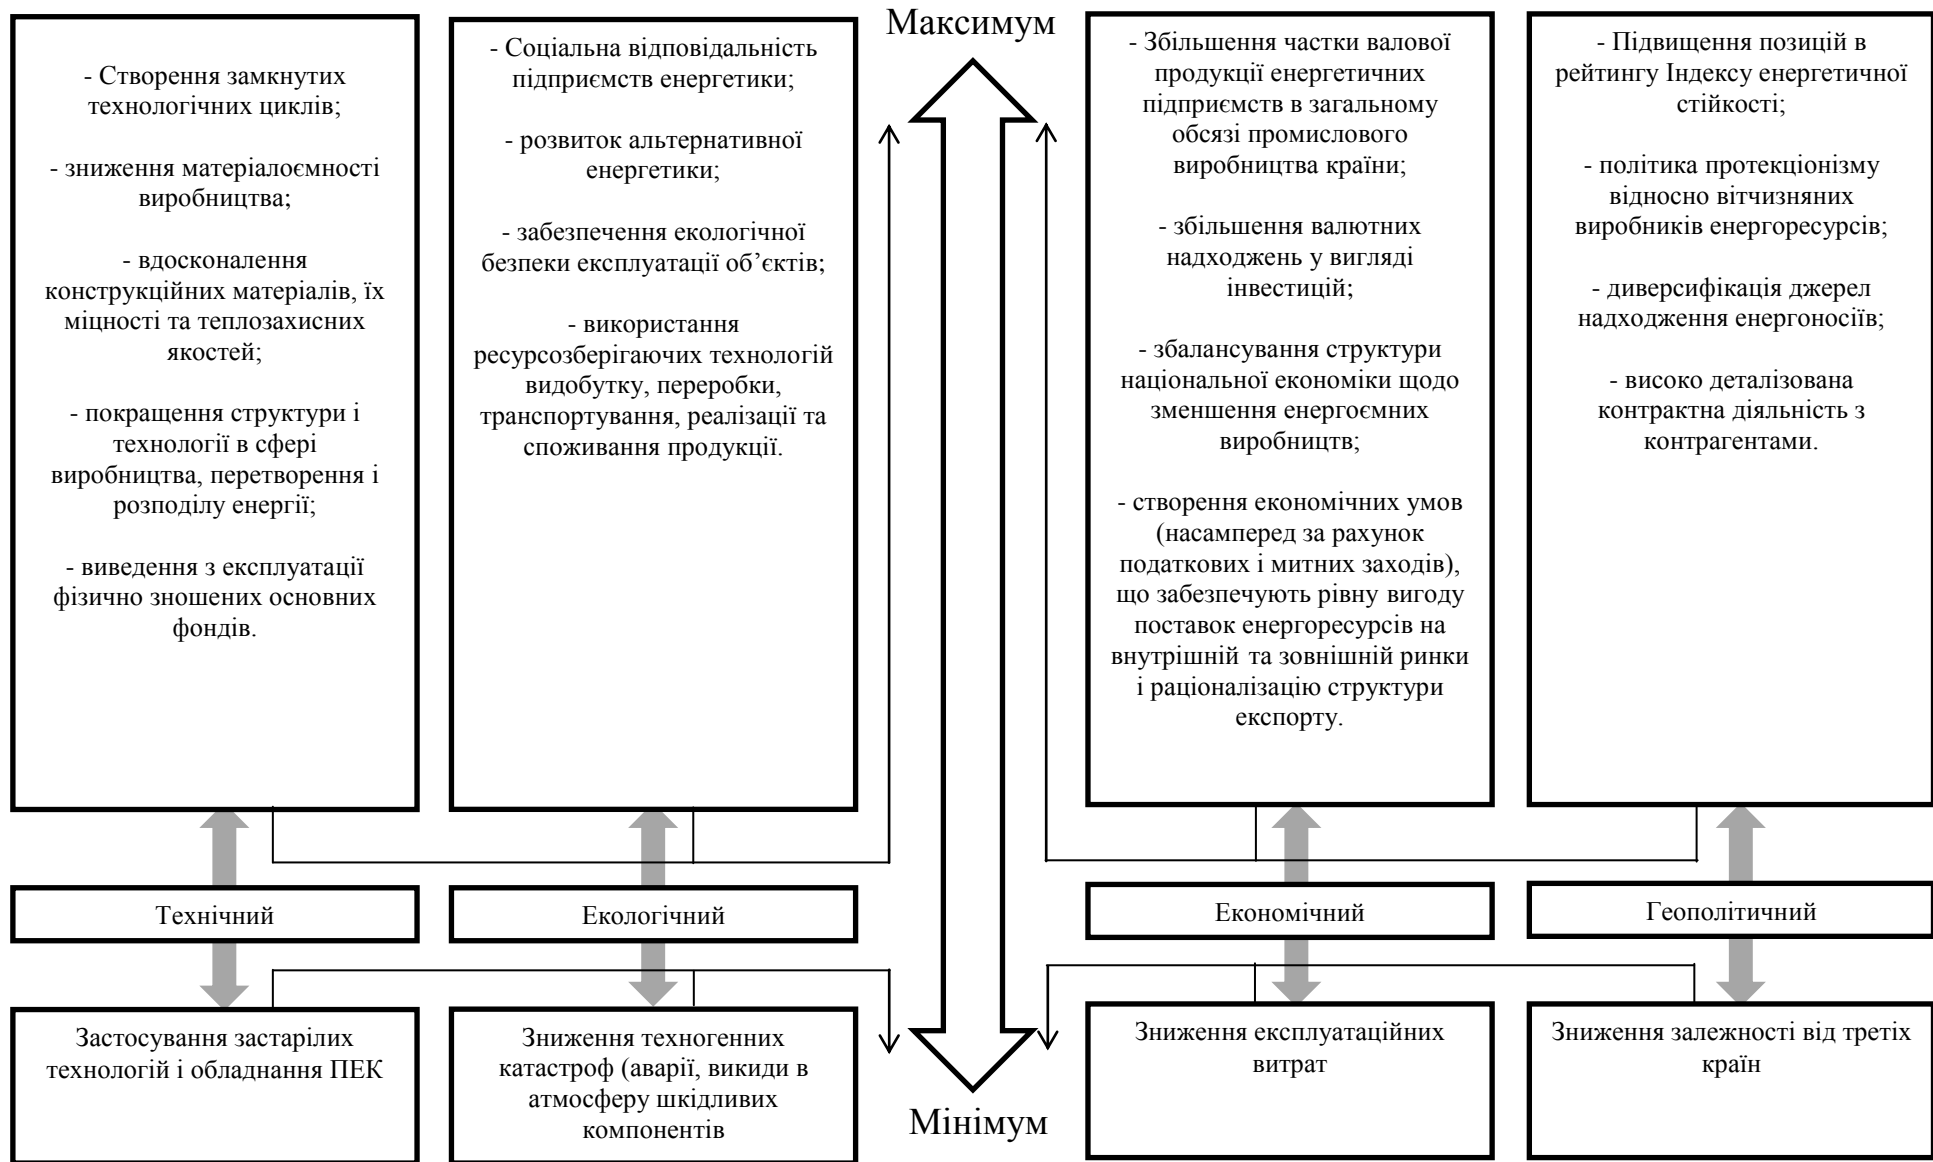 Максимум
- Створення замкнутих
технологічних циклів;
- зниження матеріалоємності
виробництва;
- вдосконалення
конструкційних матеріалів, їх
міцності та теплозахисних
якостей;
- покращення структури і
технології в сфері
виробництва, перетворення і
розподілу енергії;
- виведення з експлуатації
фізично зношених основних
фондів.
- Соціальна відповідальність
підприємств енергетики;
- розвиток альтернативної
енергетики;
- забезпечення екологічної
безпеки експлуатації об’єктів;
- використання
ресурсозберігаючих технологій
видобутку, переробки,
транспортування, реалізації та
споживання продукції.
- Збільшення частки валової
продукції енергетичних
підприємств в загальному
обсязі промислового
виробництва країни;
- збільшення валютних
надходжень у вигляді
інвестицій;
- збалансування структури
національної економіки щодо
зменшення енергоємних
виробництв;
- створення економічних умов
(насамперед за рахунок
податкових і митних заходів),
що забезпечують рівну вигоду
поставок енергоресурсів на
внутрішній та зовнішній ринки
і раціоналізацію структури
експорту.
- Підвищення позицій в
рейтингу Індексу енергетичної
стійкості;
- політика протекціонізму
відносно вітчизняних
виробників енергоресурсів;
- диверсифікація джерел
надходження енергоносіїв;
- високо деталізована
контрактна діяльність з
контрагентами.
Технічний
Екологічний
Економічний
Геополітичний
Застосування застарілих
технологій і обладнання ПЕК
Зниження техногенних
катастроф (аварії, викиди в
атмосферу шкідливих
компонентів
Зниження експлуатаційних
витрат
Зниження залежності від третіх
країн
Мінімум